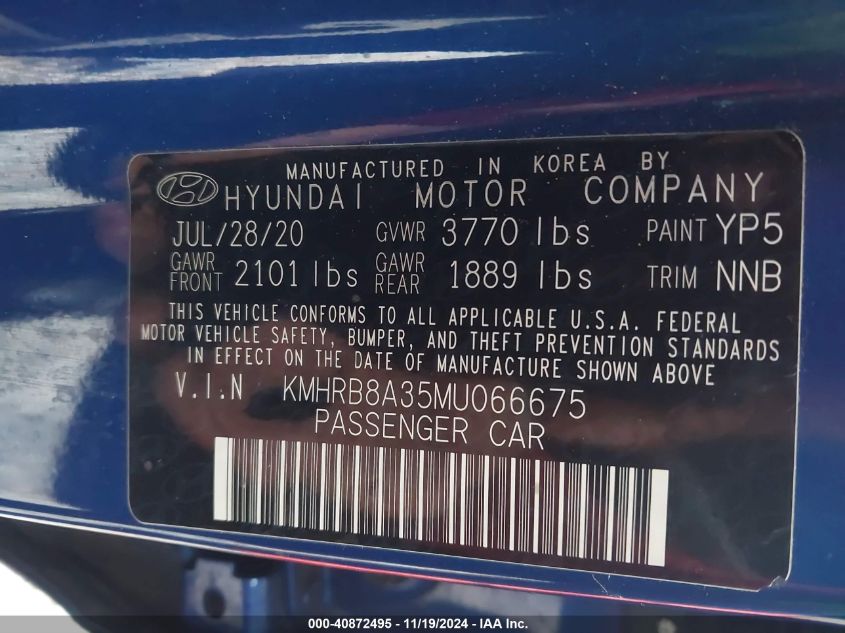 MANUFACTURED IN KOREA BY
HYUNDAI MOTOR COMPANY
JUL/28/20 GVWR 3770 lbs PAINT YP5
GAWR FRONT 2101 lbs GAWR REAR 1889 lbs TRIM NNB
THIS VEHICLE CONFORMS TO ALL APPLICABLE U.S.A. FEDERAL
MOTOR VEHICLE SAFETY, BUMPER, AND THEFT PREVENTION STANDARDS
IN EFFECT ON THE DATE OF MANUFACTURE SHOWN ABOVE
V.I.N KMHRB8A35MU066675
PASSENGER CAR
000-40872495 - 11/19/2024 - IAA Inc.